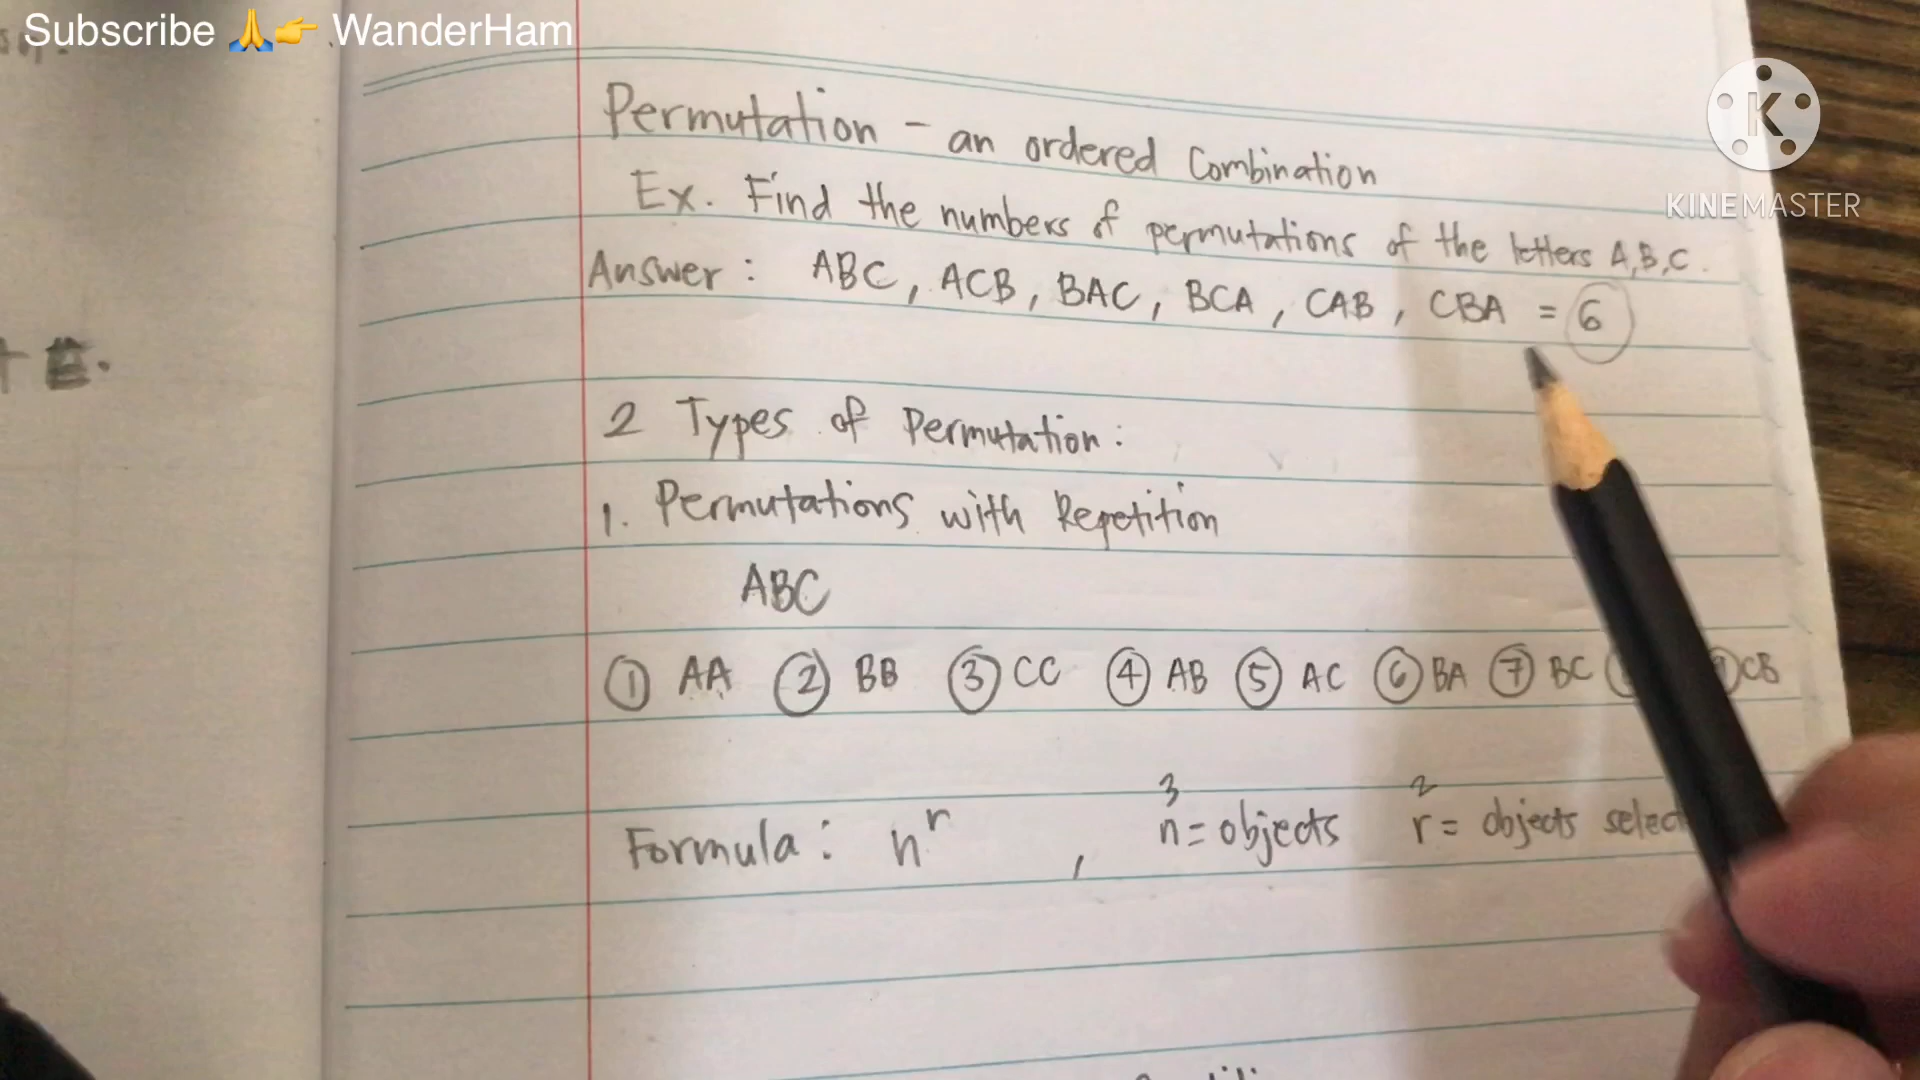 Subscribe 🙏👉 WanderHam
KINEMASTER
Permutation - an ordered Combination
Ex. Find the numbers of permutations of the letters A,B,C.
Answer : ABC, ACB, BAC, BCA, CAB, CBA = 6
2 Types of Permutation:
1. Permutations with Repetition
ABC
① AA ② BB ③ CC ④ AB ⑤ AC ⑥ BA ⑦ BC CB
3 2
Formula: n^r , n = objects r = objects